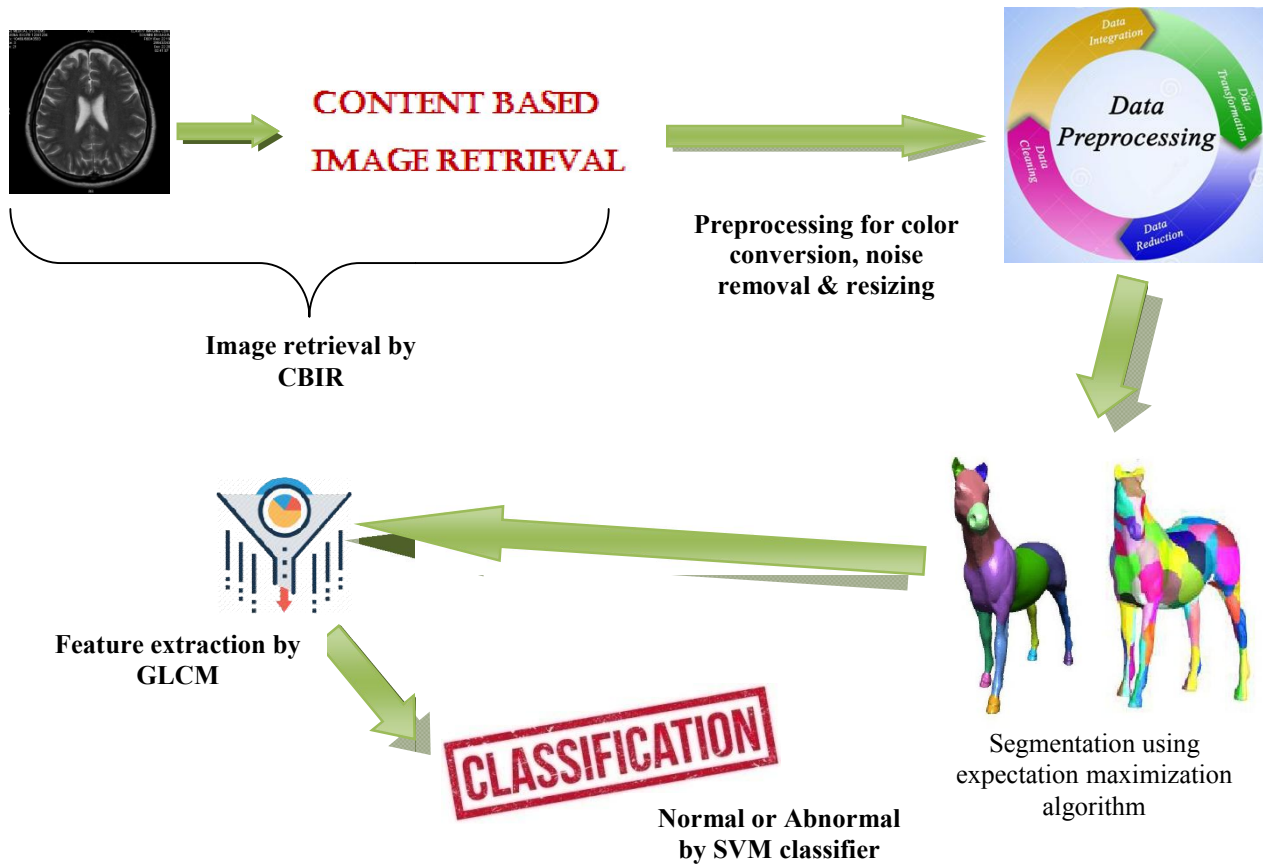 CONTENT BASED
IMAGE RETRIEVAL
Data
Integration
Data
Transformation
Data
Preprocessing
Data
Cleaning
Data
Reduction
Preprocessing for color
conversion, noise
removal & resizing
Image retrieval by
CBIR
Feature extraction by
GLCM
CLASSIFICATION
Segmentation using
expectation maximization
algorithm
Normal or Abnormal
by SVM classifier